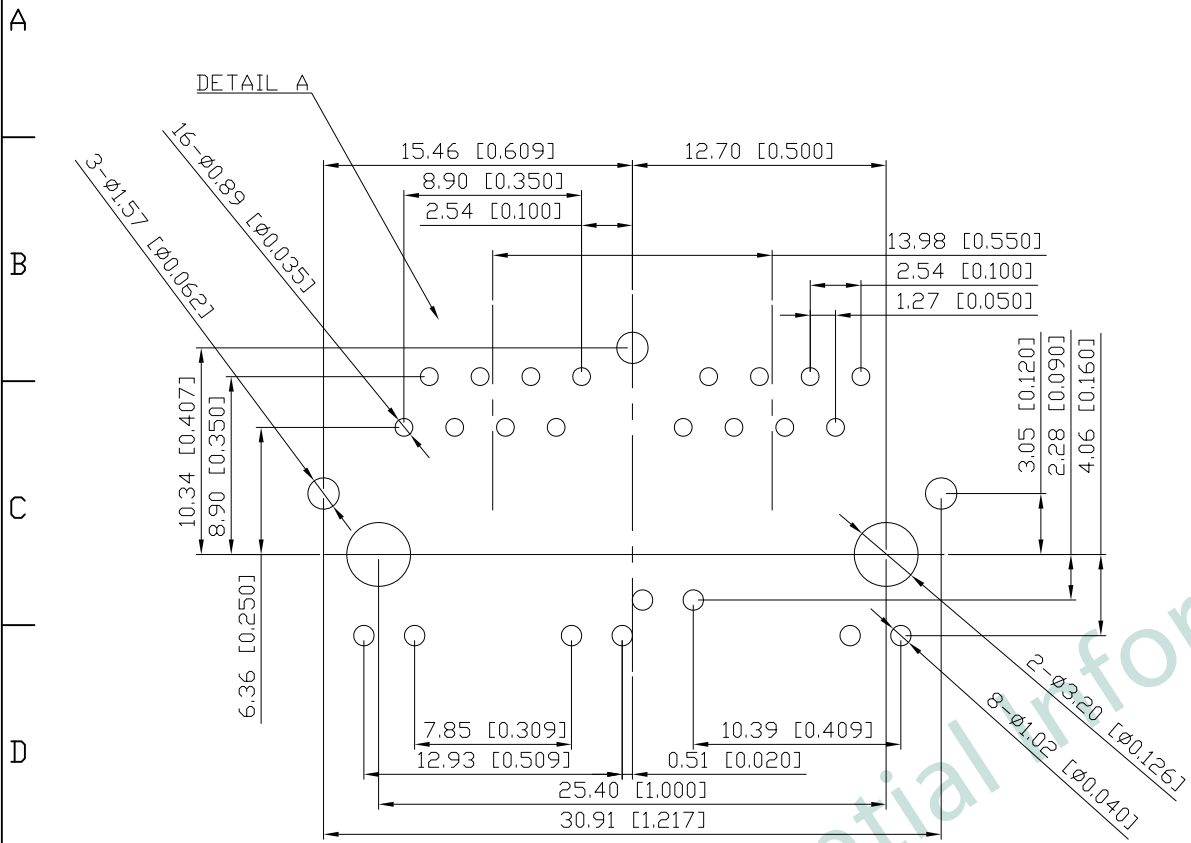 A
DETAIL A
16-Ø0.89 [Ø0.035]
3-Ø1.57 [Ø0.062]
15.46 [0.609]
12.70 [0.500]
8.90 [0.350]
2.54 [0.100]
13.98 [0.550]
B
2.54 [0.100]
1.27 [0.050]
3.05 [0.120]
2.28 [0.090]
4.06 [0.160]
10.34 [0.407]
8.90 [0.350]
C
6.36 [0.250]
2-Ø3.20 [Ø0.126]
8-Ø1.02 [Ø0.040]
7.85 [0.309]
10.39 [0.409]
D
12.93 [0.509]
0.51 [0.020]
25.40 [1.000]
30.91 [1.217]